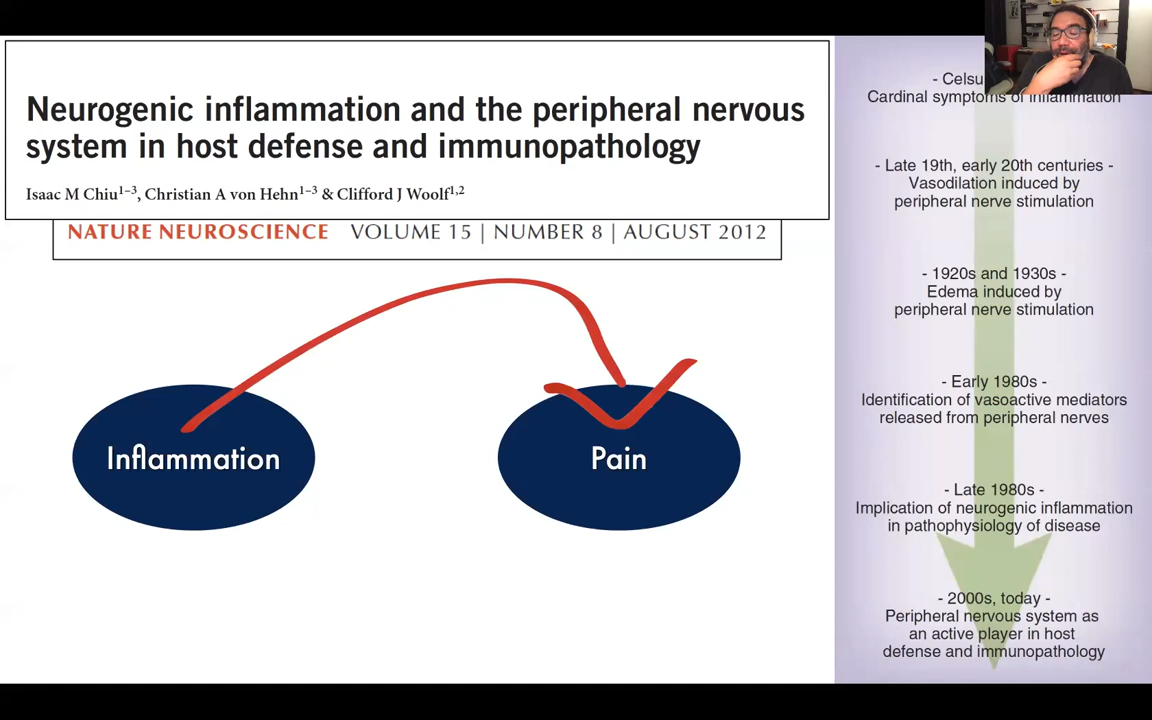 Neurogenic inflammation and the peripheral nervous
system in host defense and immunopathology
Isaac M Chiu1–3, Christian A von Hehn1–3 & Clifford J Woolf1,2
NATURE NEUROSCIENCE VOLUME 15 | NUMBER 8 | AUGUST 2012
Inflammation
Pain
Cardinal symptoms of inflammation
- Late 19th, early 20th centuries -
Vasodilation induced by
peripheral nerve stimulation
- 1920s and 1930s -
Edema induced by
peripheral nerve stimulation
- Early 1980s -
Identification of vasoactive mediators
released from peripheral nerves
- Late 1980s -
Implication of neurogenic inflammation
in pathophysiology of disease
- 2000s, today -
Peripheral nervous system as
an active player in host
defense and immunopathology